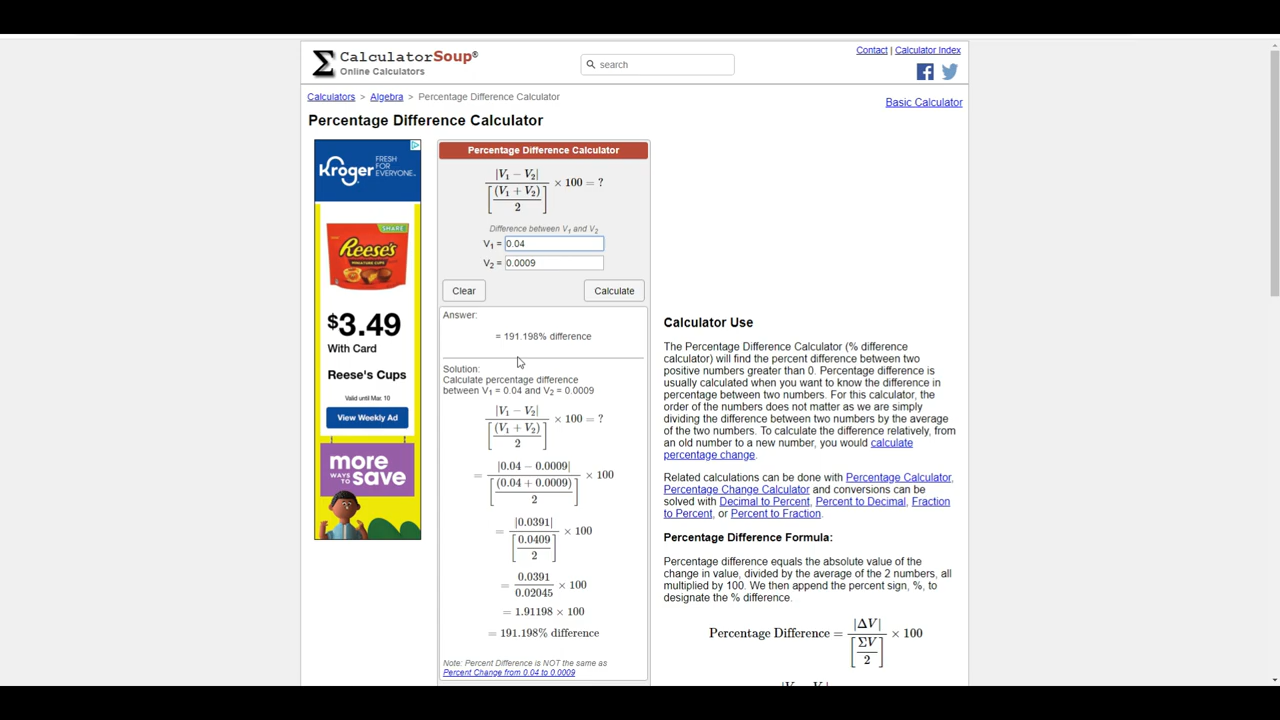 CalculatorSoup®
Online Calculators
search
Contact | Calculator Index
Calculators > Algebra > Percentage Difference Calculator
Basic Calculator
Percentage Difference Calculator
Kroger FRESH FOR EVERYONE™
SHARE
Reese's
MINIATURE CUPS
$3.49
With Card
Reese's Cups
Valid until Mar. 10
View Weekly Ad
more
WAYS TO
save
Percentage Difference Calculator
|V₁ − V₂| / [(V₁ + V₂) / 2] × 100 = ?
Difference between V₁ and V₂
V₁ = 0.04
V₂ = 0.0009
Clear
Calculate
Answer:
= 191.198% difference
Solution:
Calculate percentage difference
between V₁ = 0.04 and V₂ = 0.0009
|V₁ − V₂| / [(V₁ + V₂) / 2] × 100 = ?
= |0.04 − 0.0009| / [(0.04 + 0.0009) / 2] × 100
= |0.0391| / [0.0409 / 2] × 100
= 0.0391 / 0.02045 × 100
= 1.91198 × 100
= 191.198% difference
Note: Percent Difference is NOT the same as
Percent Change from 0.04 to 0.0009
Calculator Use
The Percentage Difference Calculator (% difference
calculator) will find the percent difference between two
positive numbers greater than 0. Percentage difference is
usually calculated when you want to know the difference in
percentage between two numbers. For this calculator, the
order of the numbers does not matter as we are simply
dividing the difference between two numbers by the average
of the two numbers. To calculate the difference relatively, from
an old number to a new number, you would calculate
percentage change.
Related calculations can be done with Percentage Calculator,
Percentage Change Calculator and conversions can be
solved with Decimal to Percent, Percent to Decimal, Fraction
to Percent, or Percent to Fraction.
Percentage Difference Formula:
Percentage difference equals the absolute value of the
change in value, divided by the average of the 2 numbers, all
multiplied by 100. We then append the percent sign, %, to
designate the % difference.
Percentage Difference = |ΔV| / [ΣV / 2] × 100